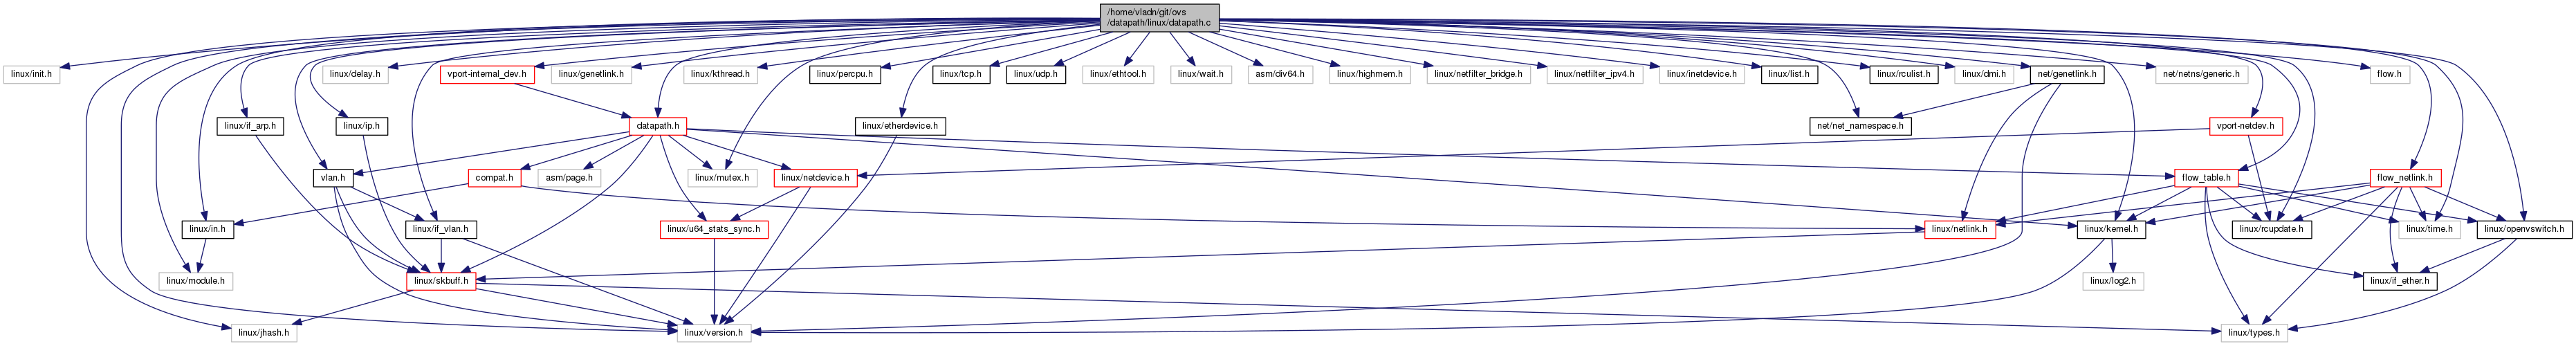 /home/vladn/git/ovs
/datapath/linux/datapath.c
linux/init.h
linux/delay.h
vport-internal_dev.h
linux/genetlink.h
linux/kthread.h
linux/percpu.h
linux/tcp.h
linux/udp.h
linux/ethtool.h
linux/wait.h
asm/div64.h
linux/highmem.h
linux/netfilter_bridge.h
linux/netfilter_ipv4.h
linux/inetdevice.h
linux/list.h
linux/rculist.h
linux/dmi.h
net/genetlink.h
net/netns/generic.h
flow.h
linux/if_arp.h
linux/ip.h
datapath.h
linux/etherdevice.h
net/net_namespace.h
vport-netdev.h
vlan.h
compat.h
asm/page.h
linux/mutex.h
linux/netdevice.h
flow_table.h
flow_netlink.h
linux/in.h
linux/if_vlan.h
linux/u64_stats_sync.h
linux/netlink.h
linux/kernel.h
linux/rcupdate.h
linux/time.h
linux/openvswitch.h
linux/module.h
linux/skbuff.h
linux/log2.h
linux/if_ether.h
linux/jhash.h
linux/version.h
linux/types.h